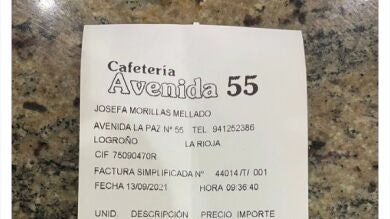 Cafetería
Avenida 55
JOSEFA MORILLAS MELLADO
AVENIDA LA PAZ Nº 55 TEL 941252386
LOGROÑO LA RIOJA
CIF 75090470R
FACTURA SIMPLIFICADA Nº 44014 /T/ 001
FECHA 13/09/2021 HORA 09:36:40
UNID. DESCRIPCIÓN PRECIO IMPORTE